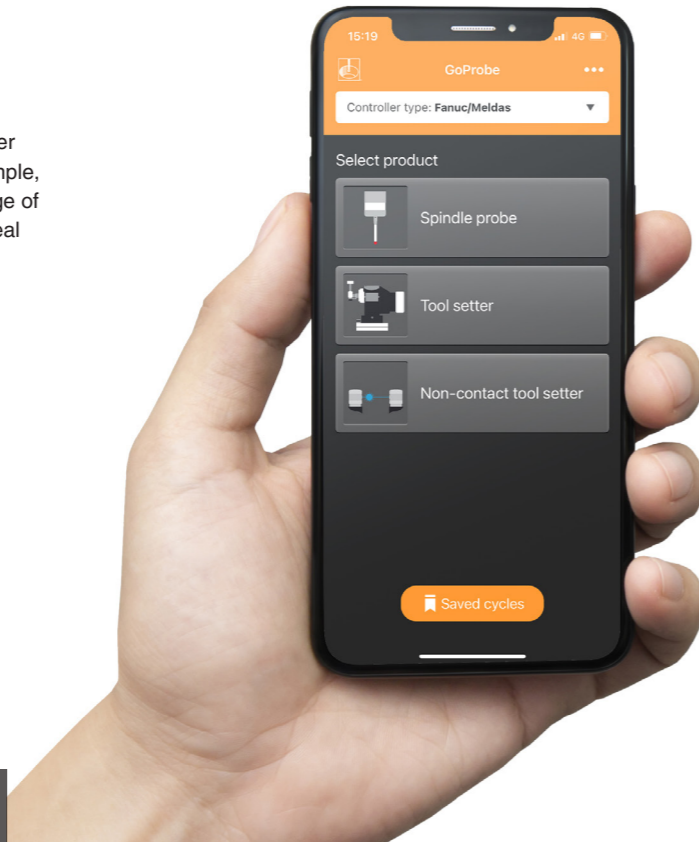 er
ple,
ge of
eal
15:19
4G
GoProbe
Controller type: Fanuc/Meldas
Select product
Spindle probe
Tool setter
Non-contact tool setter
Saved cycles